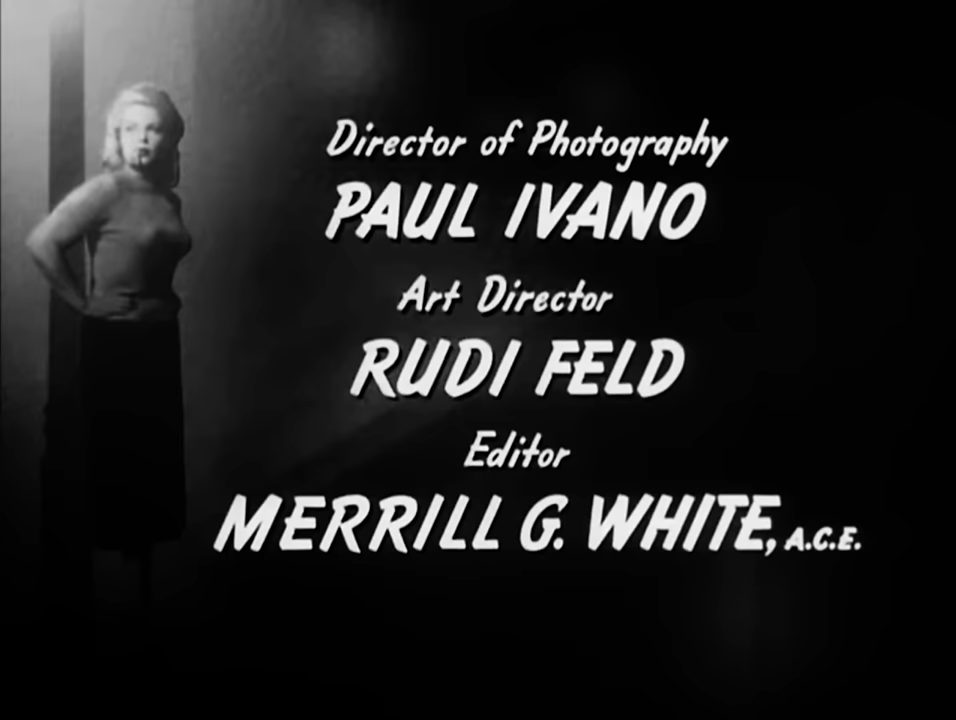 Director of Photography
PAUL IVANO
Art Director
RUDI FELD
Editor
MERRILL G. WHITE, A.C.E.